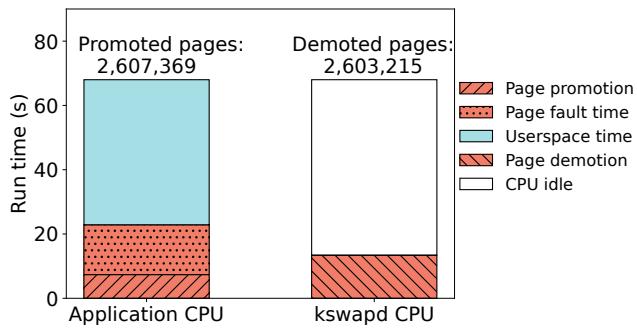 Promoted pages:
2,607,369
Demoted pages:
2,603,215
80
60
40
20
0
Run time (s)
Application CPU
kswapd CPU
Page promotion
Page fault time
Userspace time
Page demotion
CPU idle